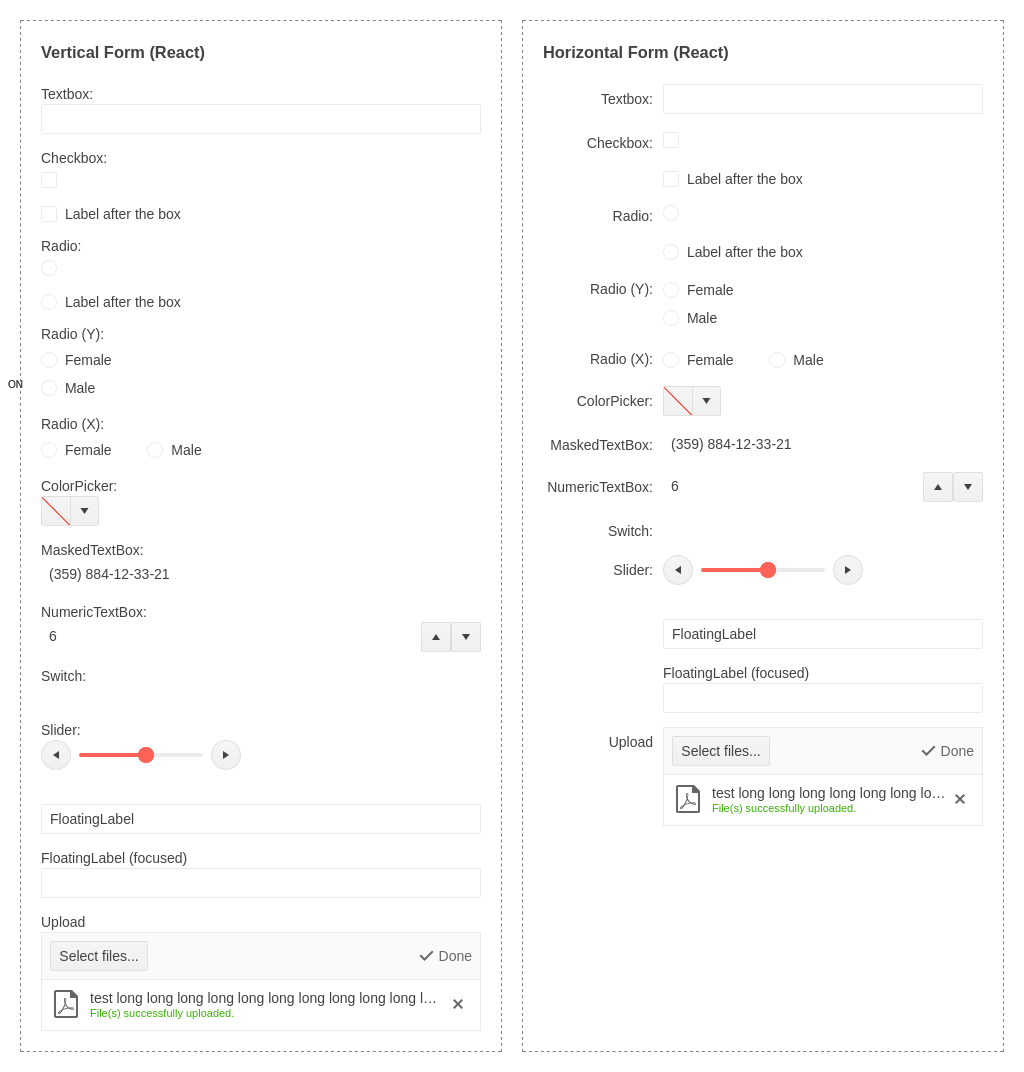 Vertical Form (React)
Textbox:
Checkbox:
Label after the box
Radio:
Label after the box
Radio (Y):
Female
ON
Male
Radio (X):
Female Male
ColorPicker:
MaskedTextBox:
(359) 884-12-33-21
NumericTextBox:
6
Switch:
Slider:
FloatingLabel
FloatingLabel (focused)
Upload
Select files... Done
test long long long long long long long long long long l…
File(s) successfully uploaded.
Horizontal Form (React)
Textbox:
Checkbox:
Label after the box
Radio:
Label after the box
Radio (Y): Female
Male
Radio (X): Female Male
ColorPicker:
MaskedTextBox: (359) 884-12-33-21
NumericTextBox: 6
Switch:
Slider:
FloatingLabel
FloatingLabel (focused)
Upload Select files... Done
test long long long long long long lo…
File(s) successfully uploaded.